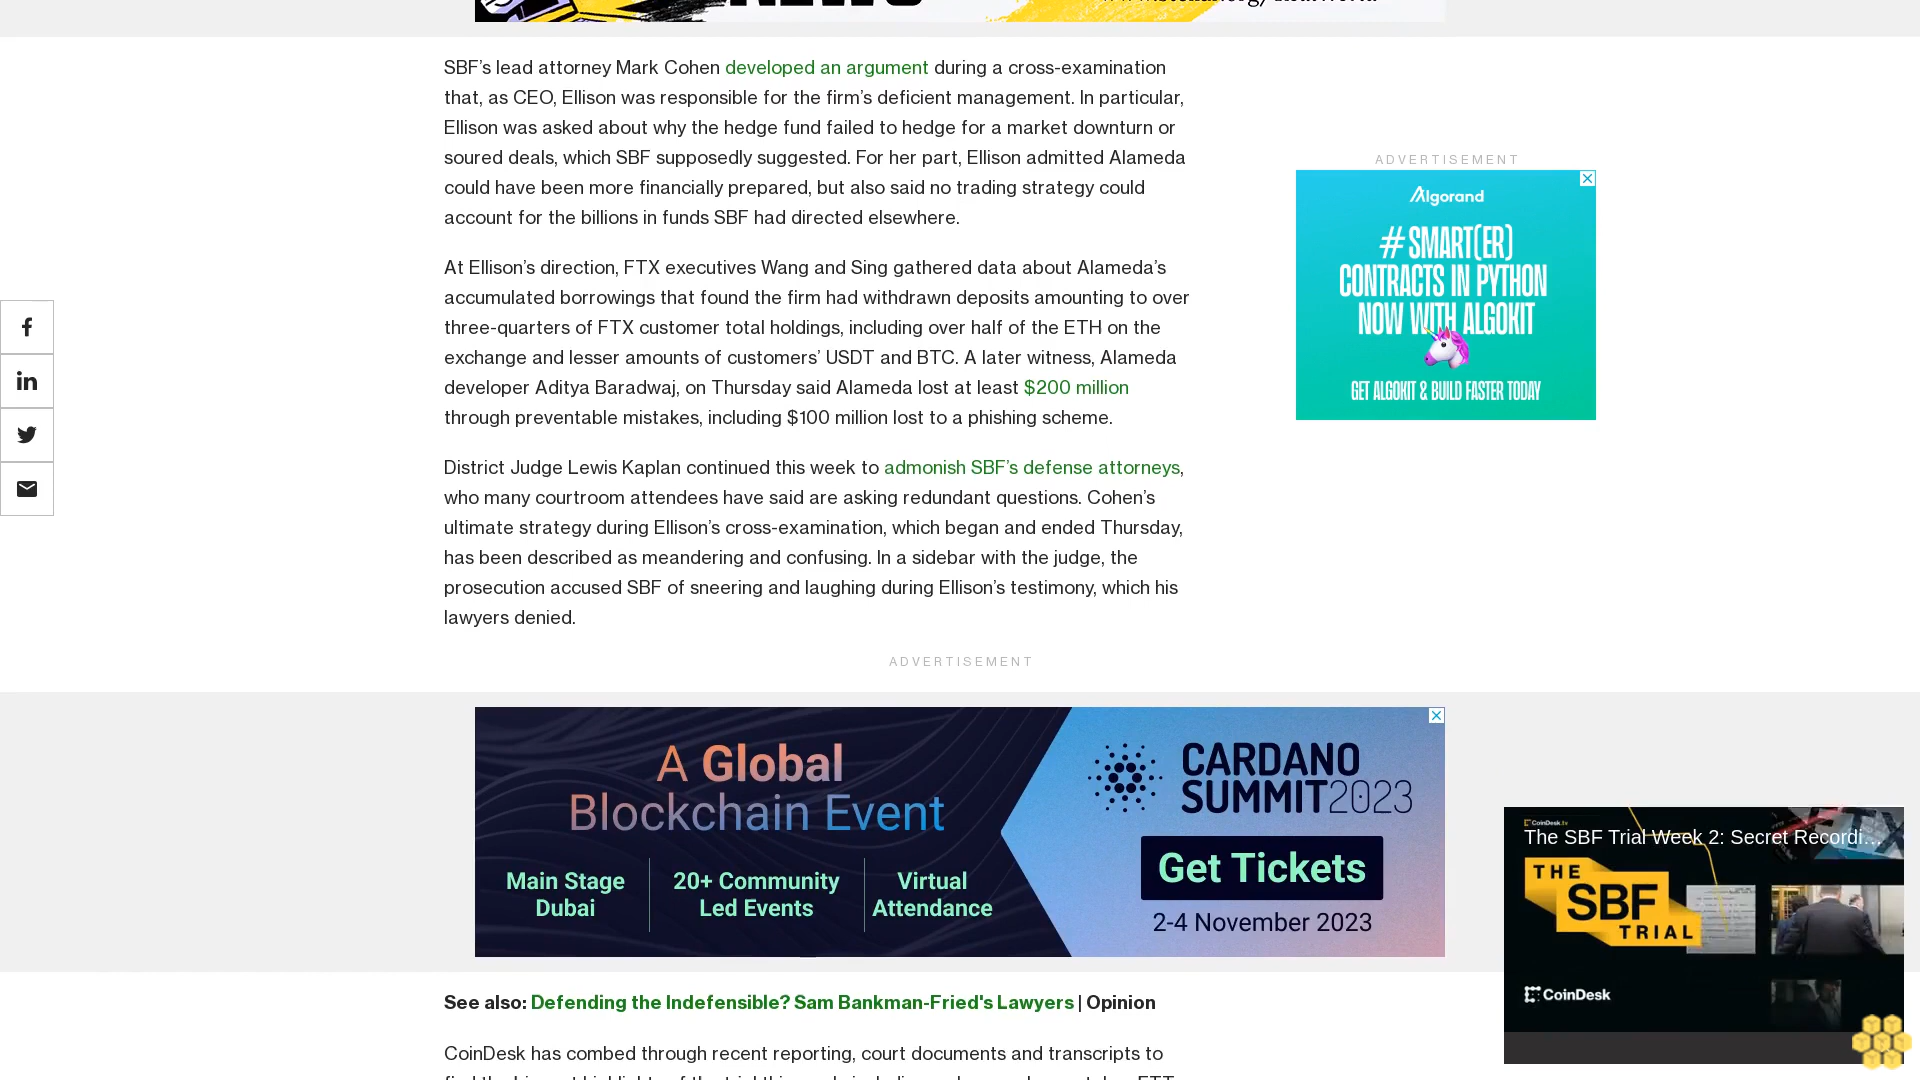 SBF’s lead attorney Mark Cohen developed an argument during a cross-examination
that, as CEO, Ellison was responsible for the firm’s deficient management. In particular,
Ellison was asked about why the hedge fund failed to hedge for a market downturn or
soured deals, which SBF supposedly suggested. For her part, Ellison admitted Alameda
could have been more financially prepared, but also said no trading strategy could
account for the billions in funds SBF had directed elsewhere.
At Ellison’s direction, FTX executives Wang and Sing gathered data about Alameda’s
accumulated borrowings that found the firm had withdrawn deposits amounting to over
three-quarters of FTX customer total holdings, including over half of the ETH on the
exchange and lesser amounts of customers’ USDT and BTC. A later witness, Alameda
developer Aditya Baradwaj, on Thursday said Alameda lost at least $200 million
through preventable mistakes, including $100 million lost to a phishing scheme.
District Judge Lewis Kaplan continued this week to admonish SBF’s defense attorneys,
who many courtroom attendees have said are asking redundant questions. Cohen’s
ultimate strategy during Ellison’s cross-examination, which began and ended Thursday,
has been described as meandering and confusing. In a sidebar with the judge, the
prosecution accused SBF of sneering and laughing during Ellison’s testimony, which his
lawyers denied.
ADVERTISEMENT
Algorand
#SMART(ER)
CONTRACTS IN PYTHON
NOW WITH ALGOKIT
GET ALGOKIT & BUILD FASTER TODAY
ADVERTISEMENT
A Global
Blockchain Event
Main Stage
Dubai
20+ Community
Led Events
Virtual
Attendance
CARDANO
SUMMIT2023
Get Tickets
2-4 November 2023
CoinDesk.tv
The SBF Trial Week 2: Secret Recordi...
THE
SBF
TRIAL
CoinDesk
See also: Defending the Indefensible? Sam Bankman-Fried's Lawyers | Opinion
CoinDesk has combed through recent reporting, court documents and transcripts to